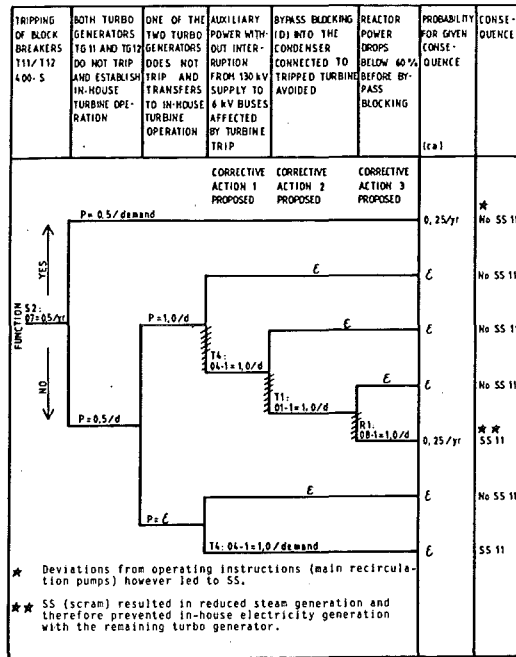 TRIPPING
OF BLOCK
BREAKERS
T11/T12
400-S
BOTH TURBO
GENERATORS
TG 11 AND TG12
DO NOT TRIP
AND ESTABLISH
IN-HOUSE
TURBINE OPE-
RATION
ONE OF THE
TWO TURBO
GENERATORS
DOES NOT
TRIP AND
TRANSFERS
TO IN-HOUSE
TURBINE
OPERATION
AUXILIARY
POWER WITH-
OUT INTER-
RUPTION
FROM 130 kV
SUPPLY TO
6 kV BUSES
AFFECTED
BY TURBINE
TRIP
BYPASS BLOCKING
(D) INTO THE
CONDENSER
CONNECTED TO
TRIPPED TURBINE
AVOIDED
REACTOR
POWER
DROPS
BELOW 60 %
BEFORE BY-
PASS
BLOCKING
PROBABILITY
FOR GIVEN
CONSE-
QUENCE
(ca)
CONSE-
QUENCE
CORRECTIVE
ACTION 1
PROPOSED
CORRECTIVE
ACTION 2
PROPOSED
CORRECTIVE
ACTION 3
PROPOSED
★
P= 0,5/demand
0,25/yr
No SS 11
YES
ε
ε
No SS 11
FUNCTION
S2:
07=0,5/yr
P=1,0/d
ε
ε
No SS 11
T4:
04-1=1,0/d
NO
ε
ε
No SS 11
T1:
01-1=1,0/d
P=0,5/d
R1:
08-1=1,0/d
★★
0,25/yr
SS 11
ε
ε
No SS 11
P= ε
T4: 04-1=1,0/demand
ε
SS 11
★ Deviations from operating instructions (main recircula-
tion pumps) however led to SS.
★★ SS (scram) resulted in reduced steam generation and
therefore prevented in-house electricity generation
with the remaining turbo generator.